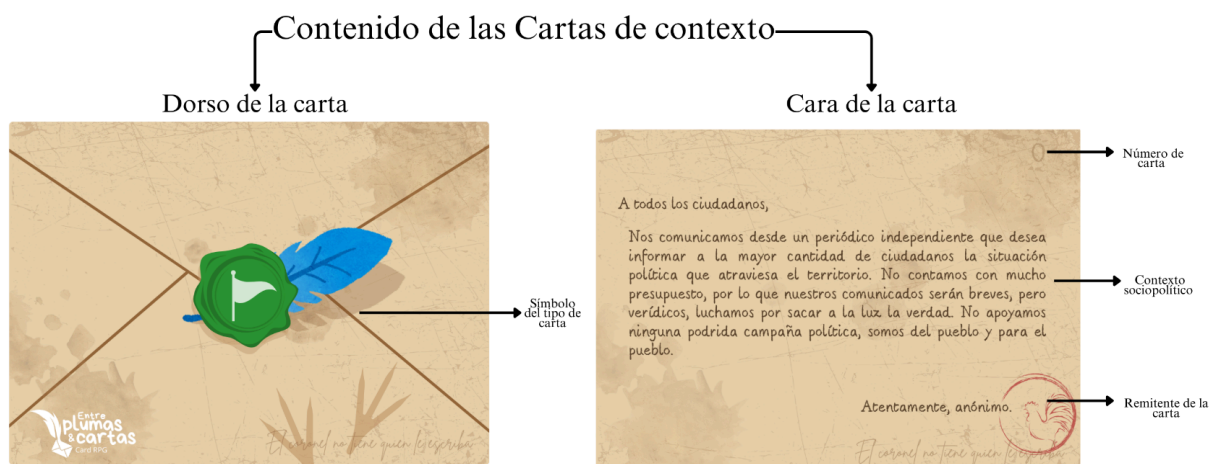 Contenido de las Cartas de contexto
Dorso de la carta
Cara de la carta
Número de
carta
A todos los ciudadanos,
Nos comunicamos desde un periódico independiente que desea
informar a la mayor cantidad de ciudadanos la situación
política que atraviesa el territorio. No contamos con mucho
presupuesto, por lo que nuestros comunicados serán breves, pero
verídicos, luchamos por sacar a la luz la verdad. No apoyamos
ninguna podrida campaña política, somos del pueblo y para el
pueblo.
Contexto
sociopolítico
Símbolo
del tipo de
carta
Atentamente, anónimo.
Remitente de la
carta
Entre
plumas
& cartas
Card RPG
El coronel no tiene quien le escriba
El coronel no tiene quien le escriba